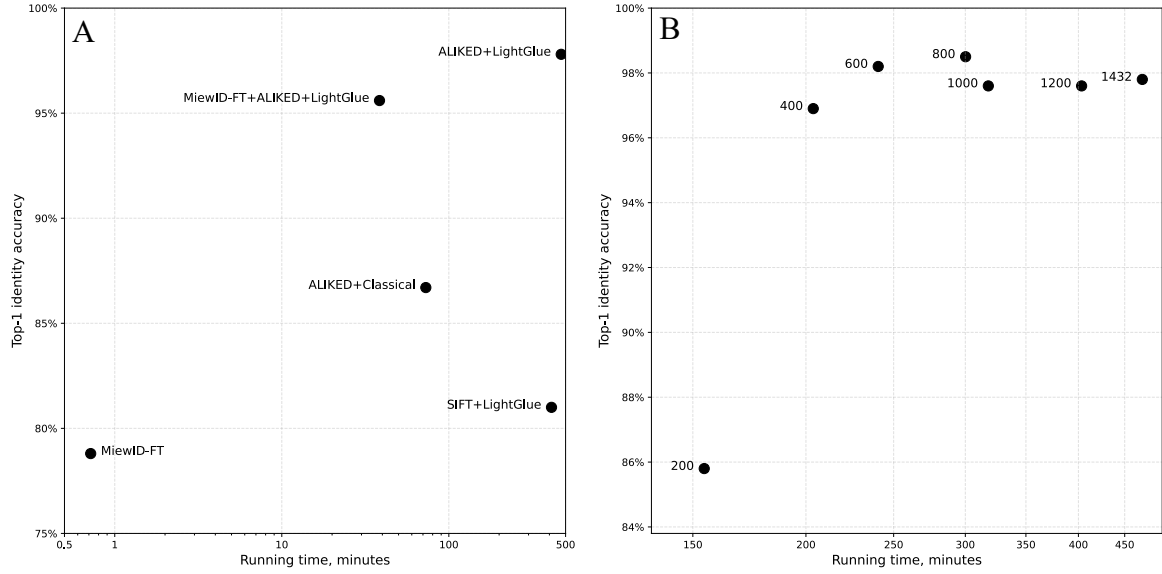 A
100%
95%
90%
85%
80%
75%
Top-1 identity accuracy
ALIKED+LightGlue
MiewID-FT+ALIKED+LightGlue
ALIKED+Classical
SIFT+LightGlue
MiewID-FT
0.5 1 10 100 500
Running time, minutes
B
100%
98%
96%
94%
92%
90%
88%
86%
84%
Top-1 identity accuracy
800
600
1432
1000
1200
400
200
150 200 250 300 350 400 450
Running time, minutes